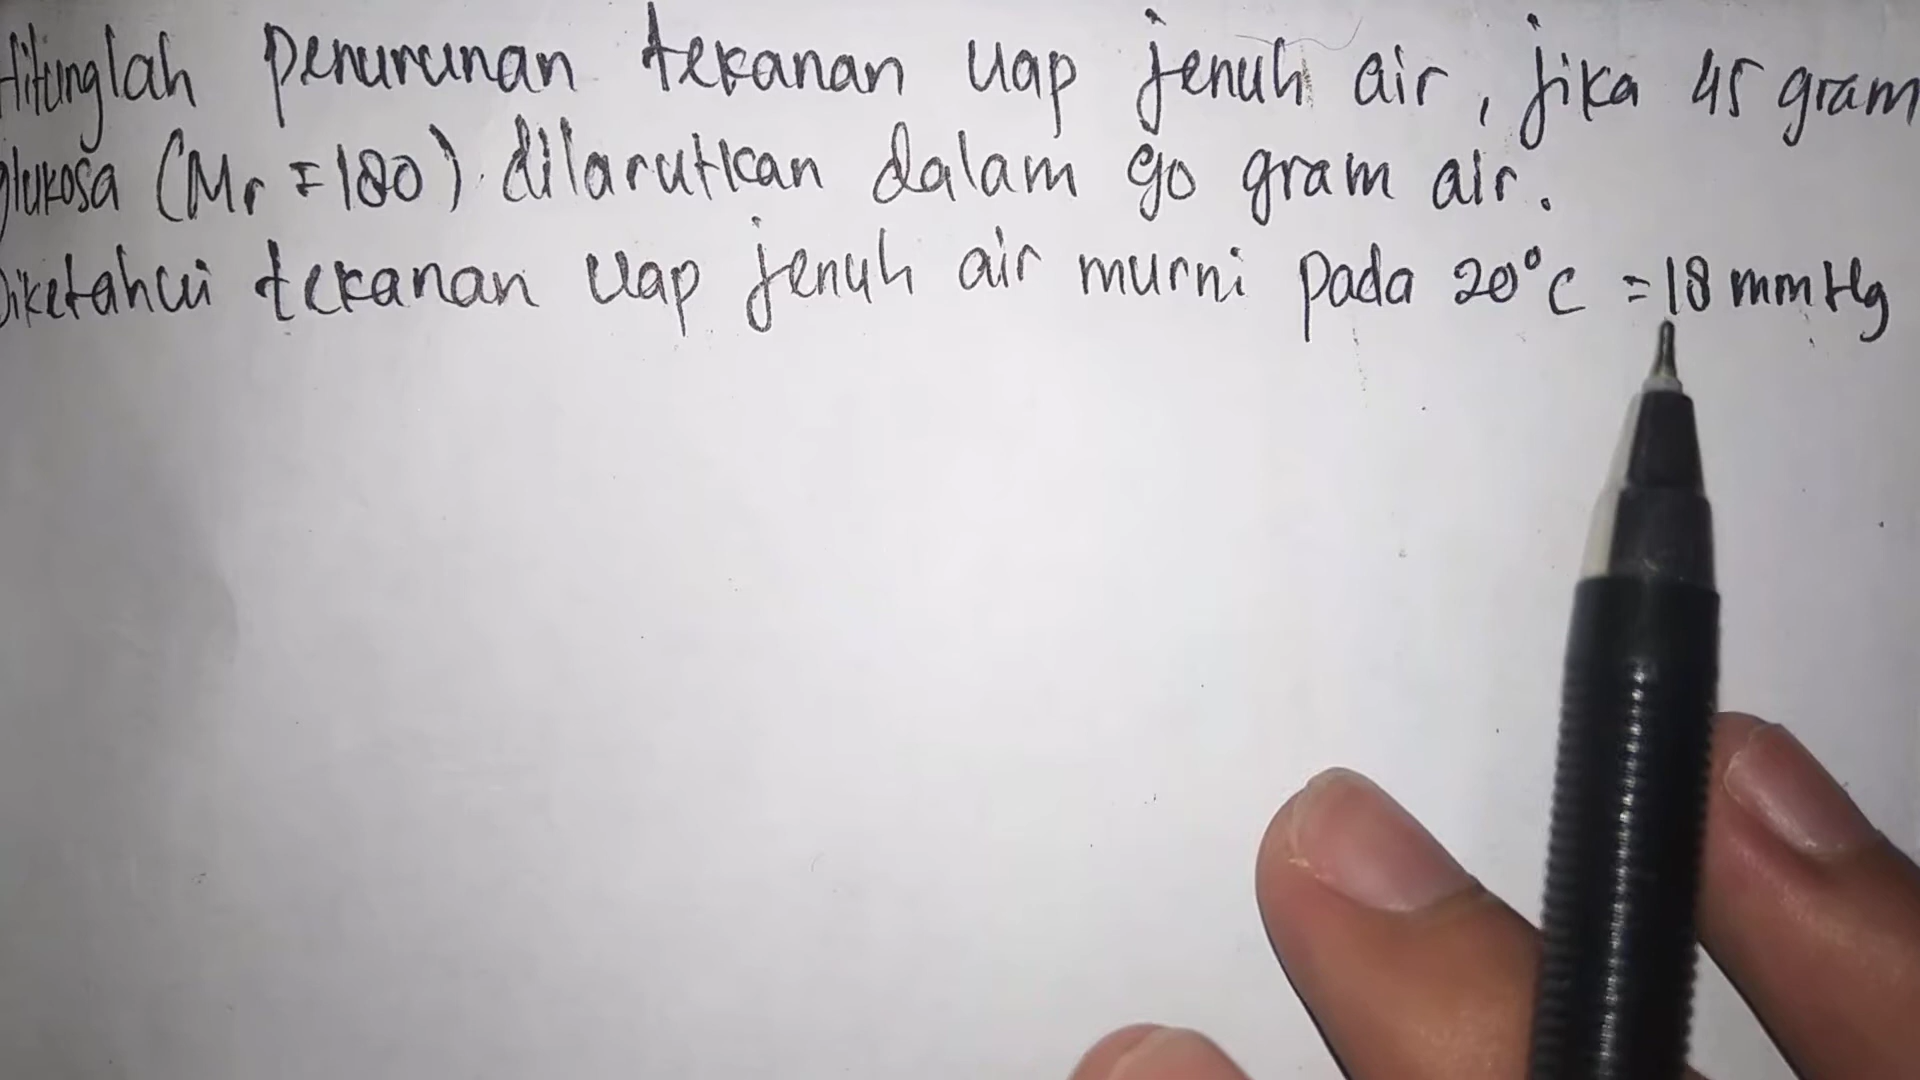 Hitunglah penurunan tekanan uap jenuh air, jika 45 gram
glukosa (Mr = 180) dilarutkan dalam 90 gram air.
Diketahui tekanan uap jenuh air murni pada 20°C = 18 mmHg